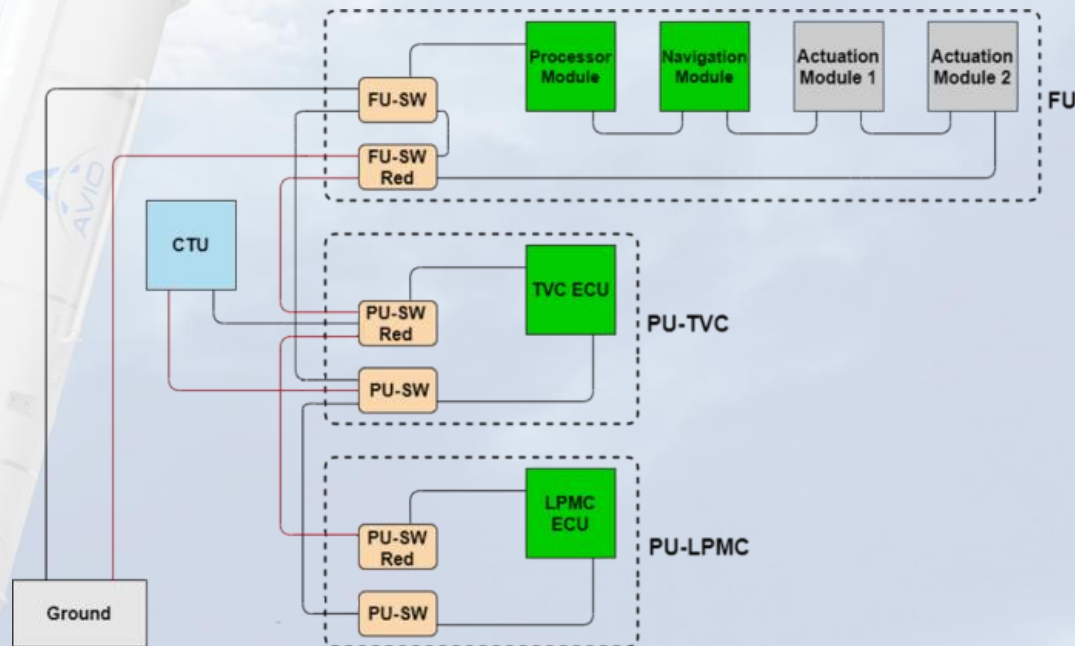 Processor
Module
Navigation
Module
Actuation
Module 1
Actuation
Module 2
FU-SW
FU
FU-SW
Red
AVIO
CTU
TVC ECU
PU-SW
Red
PU-TVC
PU-SW
LPMC
ECU
PU-SW
Red
PU-LPMC
Ground
PU-SW